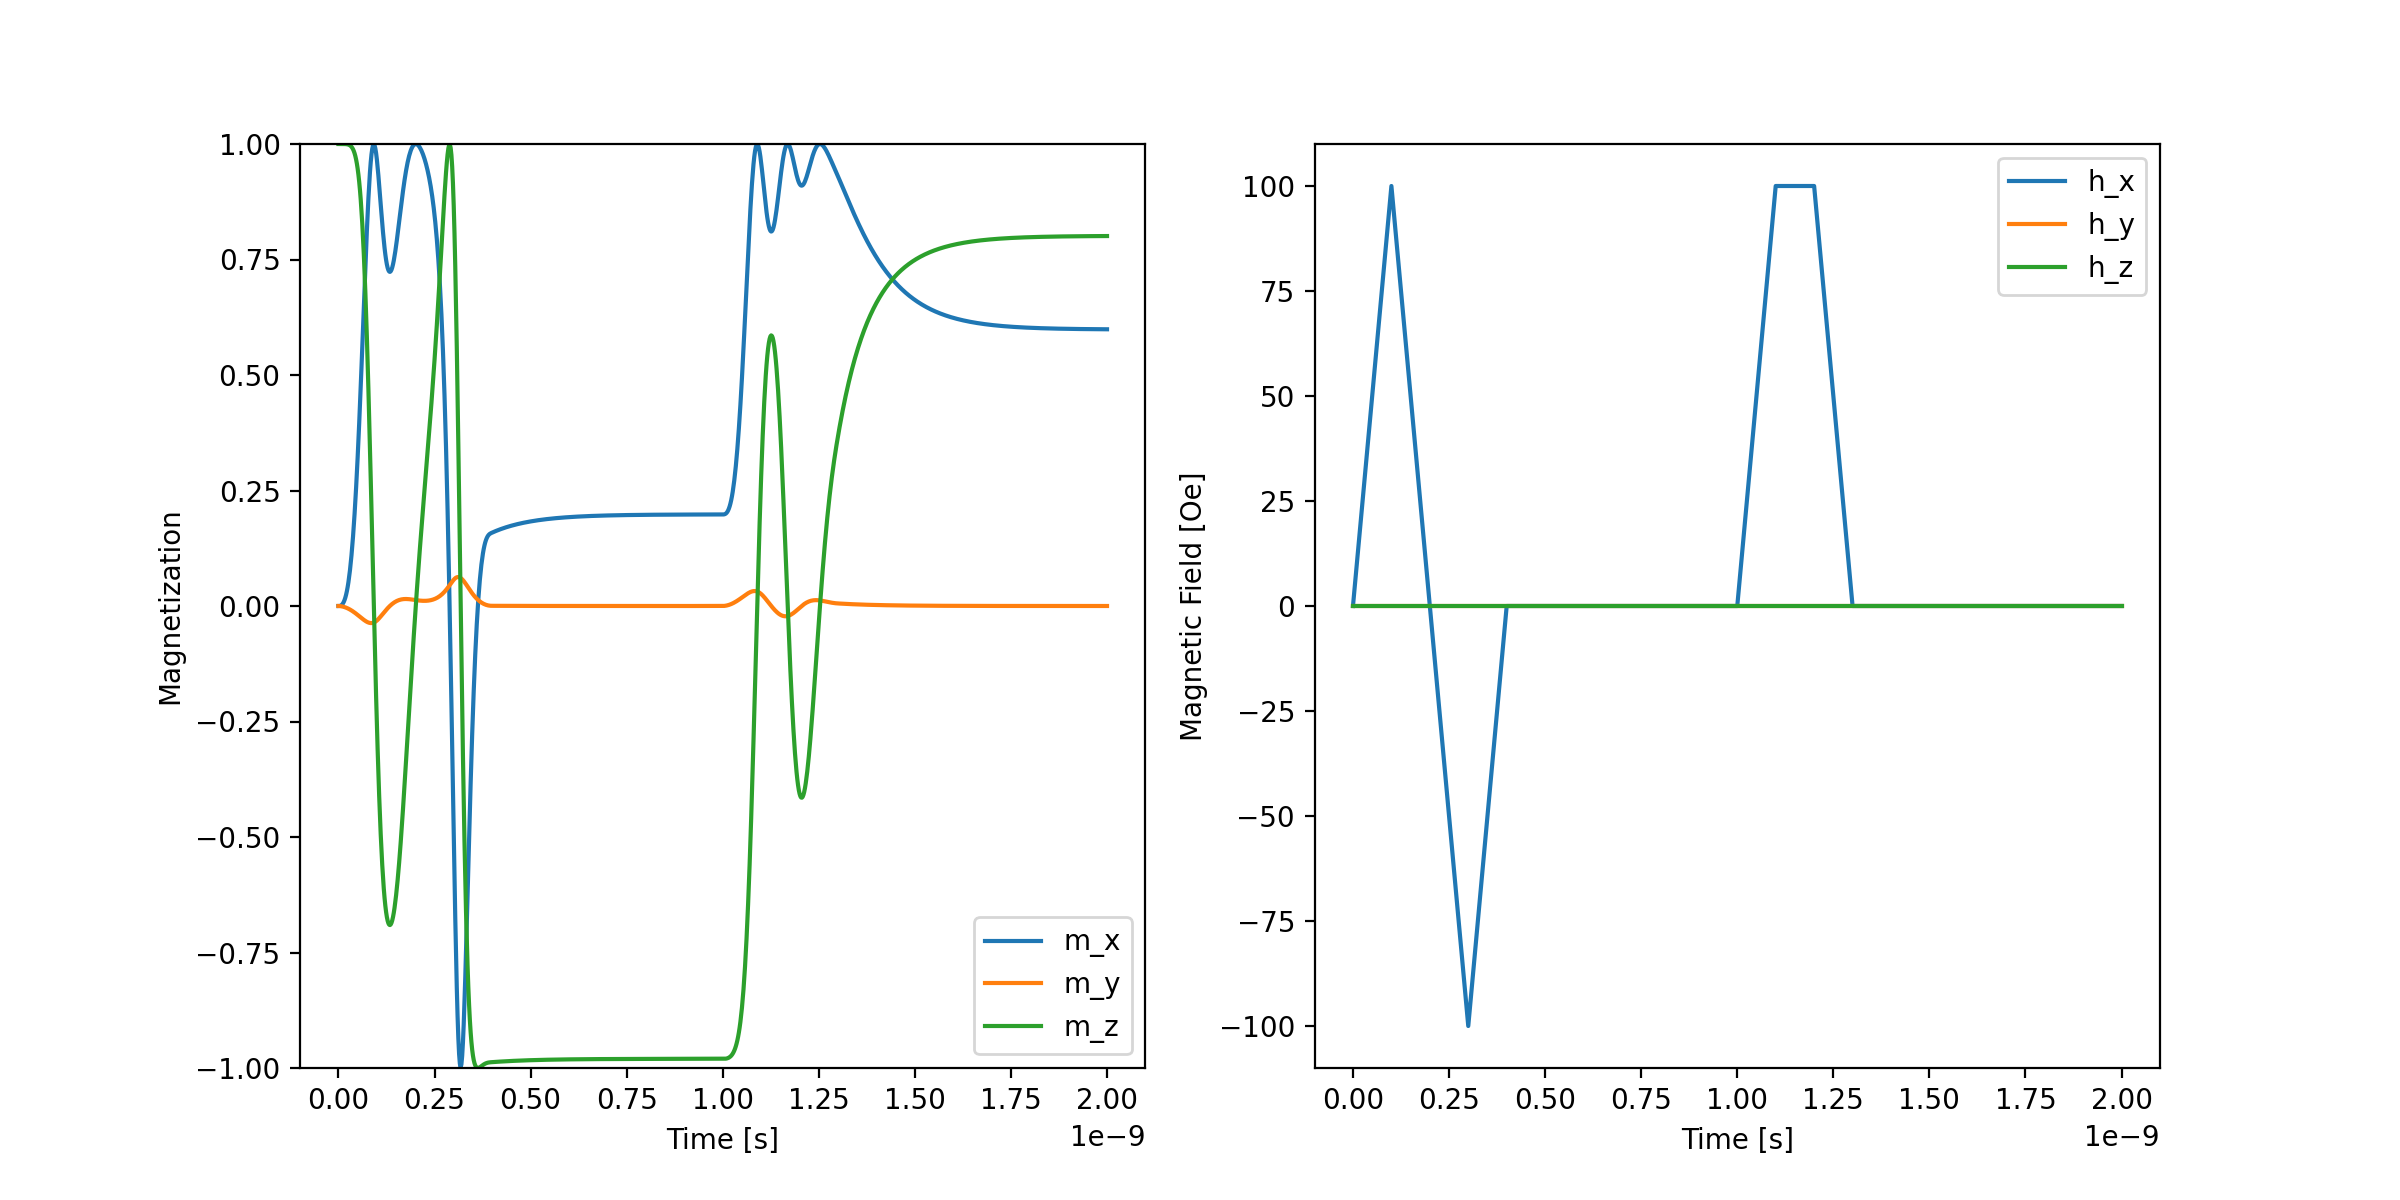 Magnetization
1.00
0.75
0.50
0.25
0.00
−0.25
−0.50
−0.75
−1.00
m_x
m_y
m_z
0.00 0.25 0.50 0.75 1.00 1.25 1.50 1.75 2.00
Time [s]
1e−9
Magnetic Field [Oe]
100
75
50
25
0
−25
−50
−75
−100
h_x
h_y
h_z
0.00 0.25 0.50 0.75 1.00 1.25 1.50 1.75 2.00
Time [s]
1e−9